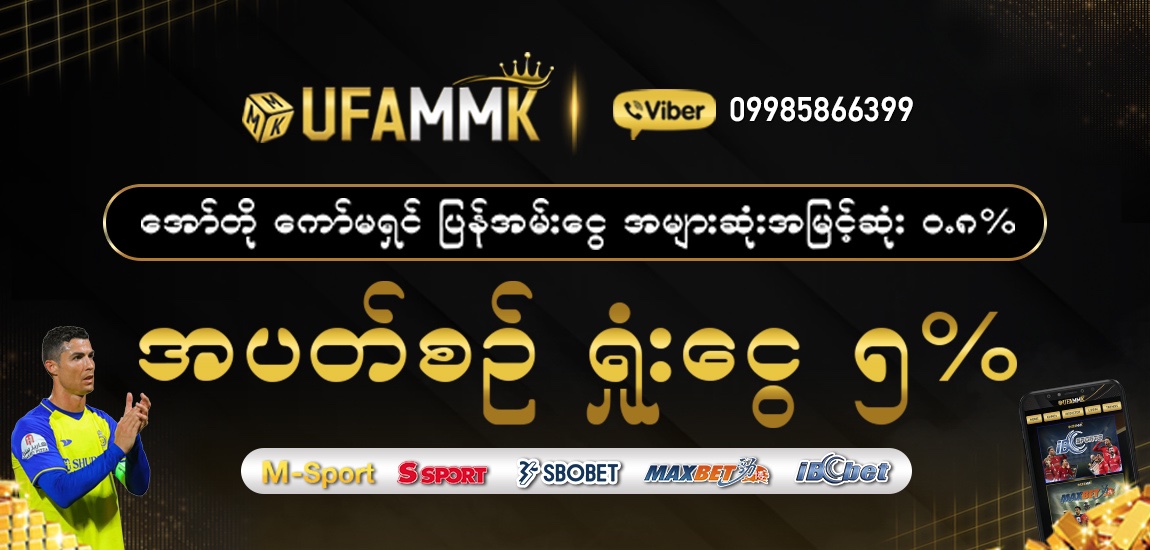 UFAMMK Viber 09985866399
အော်တို ကော်မရှင် ပြန်အမ်းငွေ အများဆုံးအမြင့်ဆုံး ၀.၈%
အပတ်စဉ် ရှုံးငွေ ၅%
M-Sport S SPORT SBOBET MAXBET iBCbet